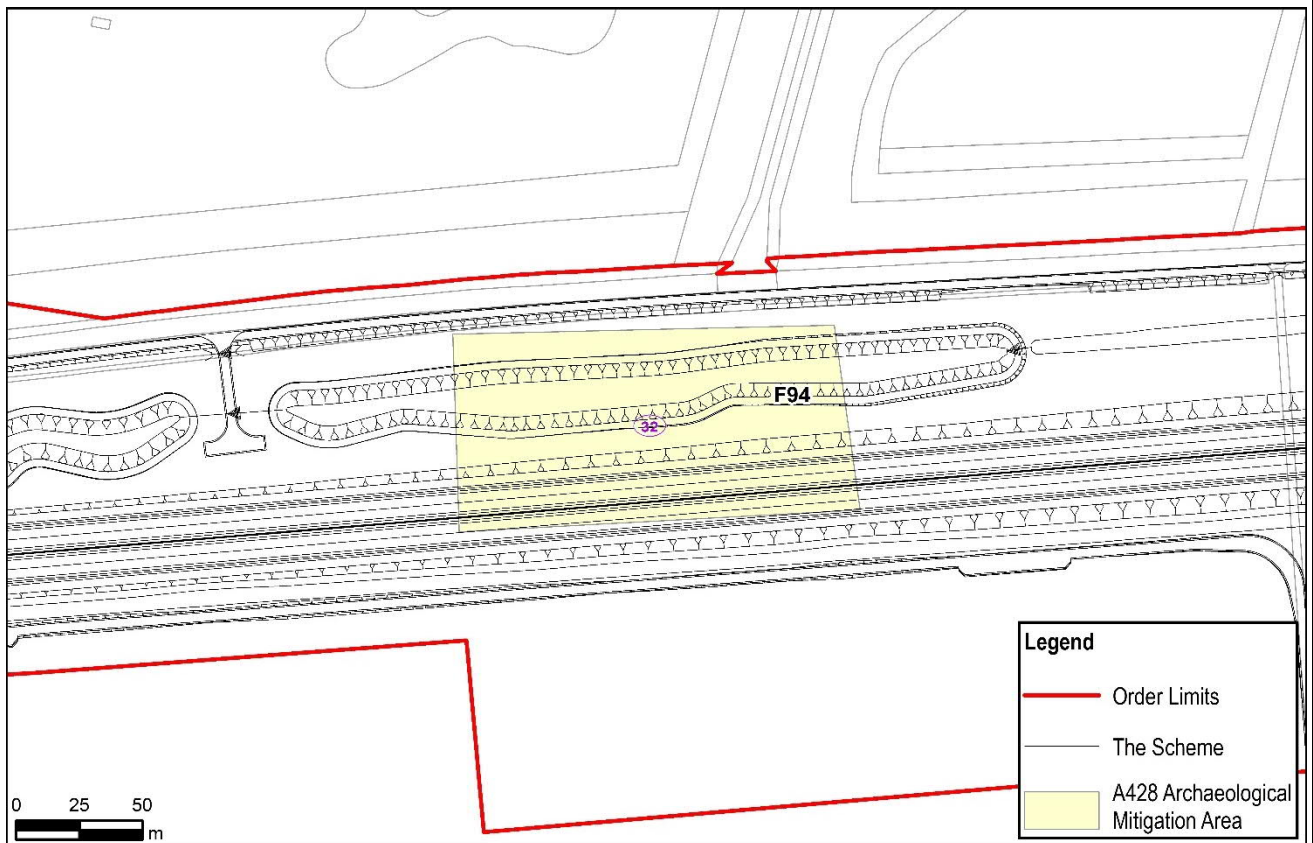 F94
32
Legend
Order Limits
The Scheme
A428 Archaeological
Mitigation Area
0 25 50
m